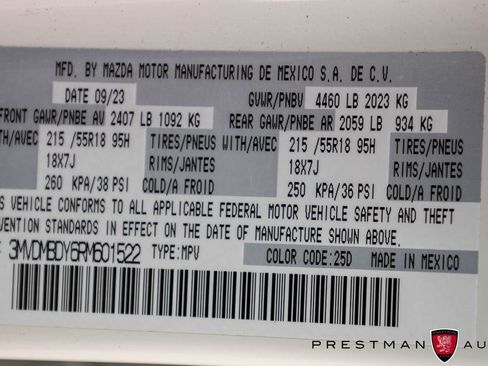 MFD. BY MAZDA MOTOR MANUFACTURING DE MEXICO S.A. DE C.V.
DATE 09/23 GVWR/PNBV 4460 LB 2023 KG
FRONT GAWR/PNBE AV 2407 LB 1092 KG REAR GAWR/PNBE AR 2059 LB 934 KG
WITH/AVEC 215 /55R18 95H TIRES/PNEUS WITH/AVEC 215 /55R18 95H TIRES/PNEUS
18X7J RIMS/JANTES 18X7J RIMS/JANTES
260 KPA/38 PSI COLD/A FROID 250 KPA/36 PSI COLD/A FROID
S VEHICLE CONFORMS TO ALL APPLICABLE FEDERAL MOTOR VEHICLE SAFETY AND THEFT
VENTION STANDARDS IN EFFECT ON THE DATE OF MANUFACTURE SHOWN ABOVE.
3MVDMBDY6RM601522 TYPE: MPV COLOR CODE: 25D MADE IN MEXICO
PRESTMAN AU